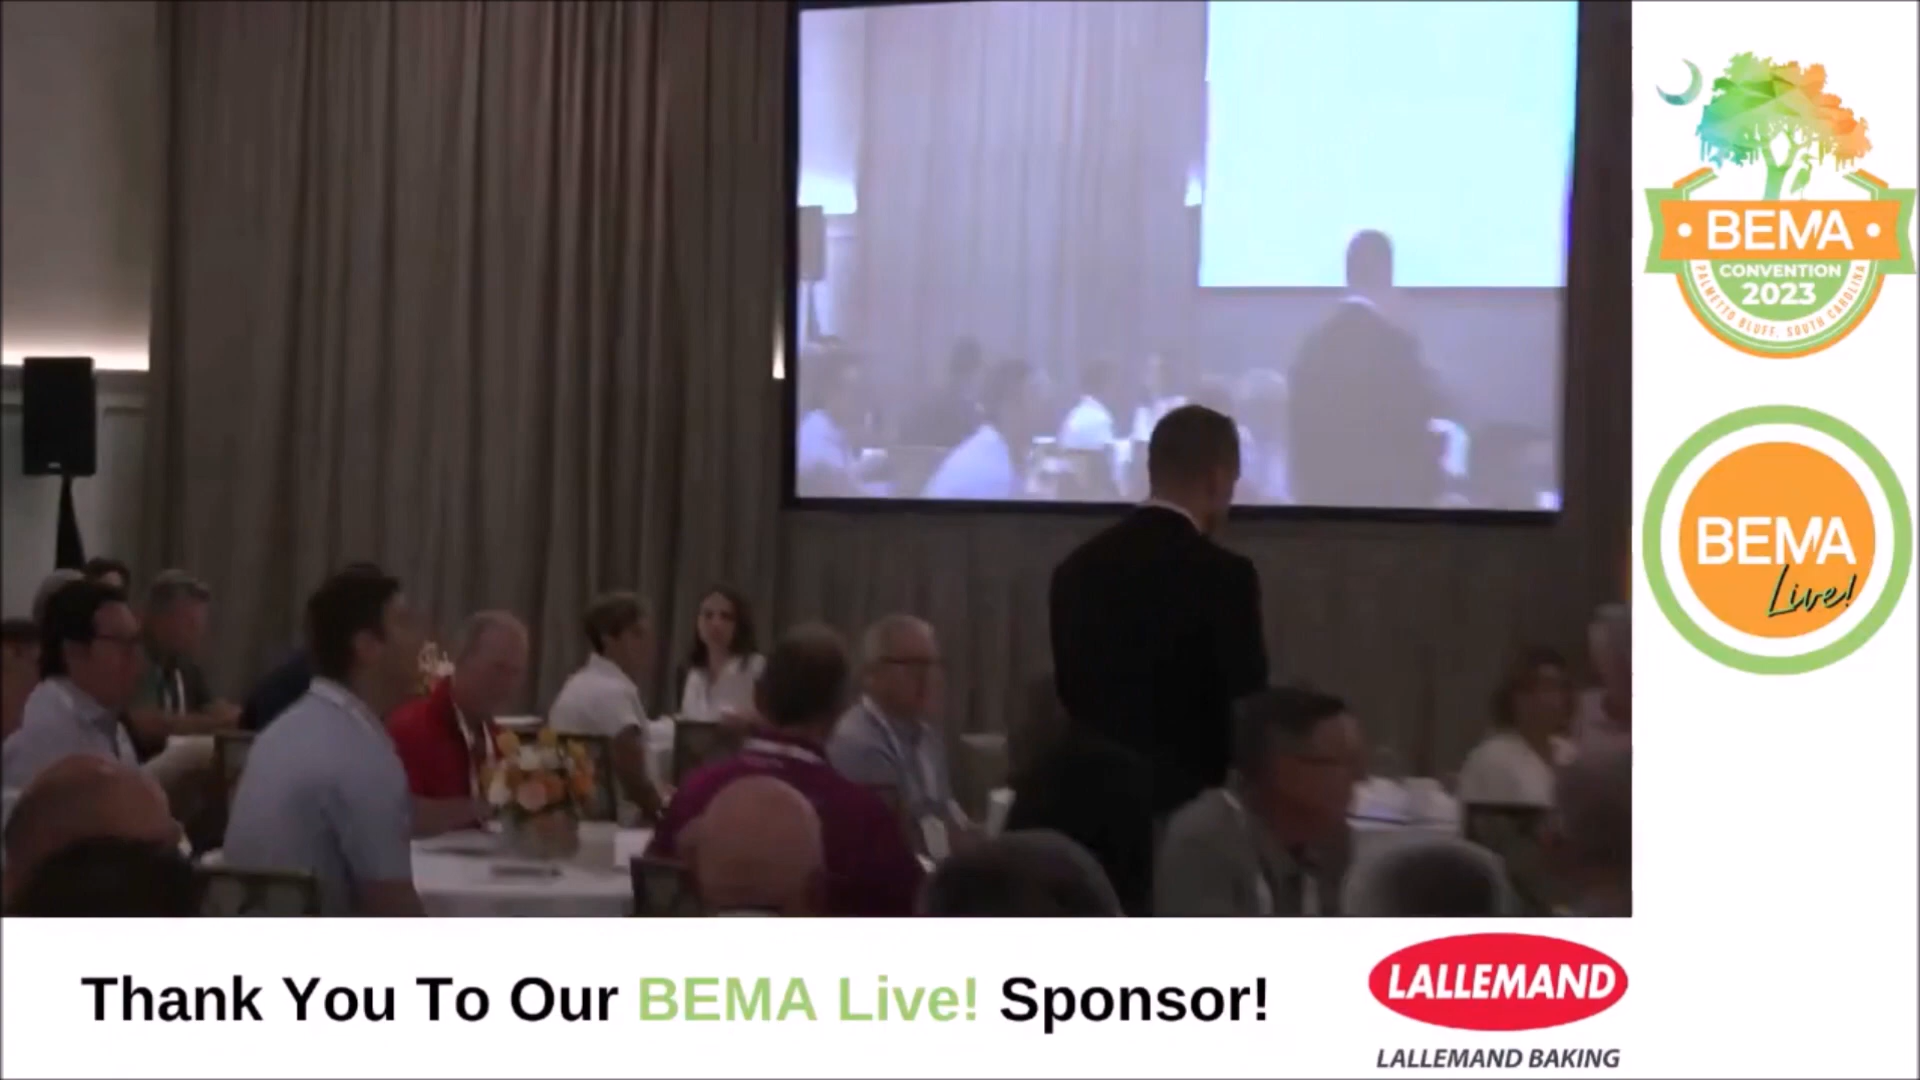 BEMA
CONVENTION
2023
PALMETTO BLUFF, SOUTH CAROLINA
BEMA
Live!
Thank You To Our BEMA Live! Sponsor!
LALLEMAND
LALLEMAND BAKING